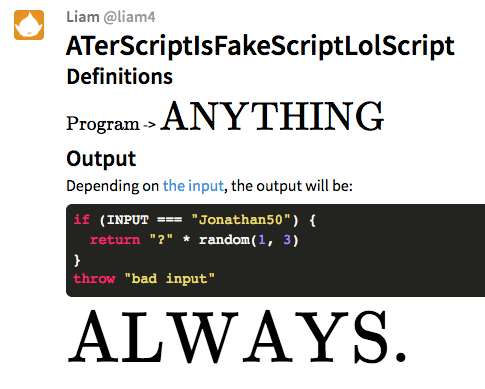 Liam @liam4
ATerScriptIsFakeScriptLolScript
Definitions
Program -> ANYTHING
Output
Depending on the input, the output will be:
if (INPUT === "Jonathan50") {
  return "?" * random(1, 3)
}
throw "bad input"
ALWAYS.